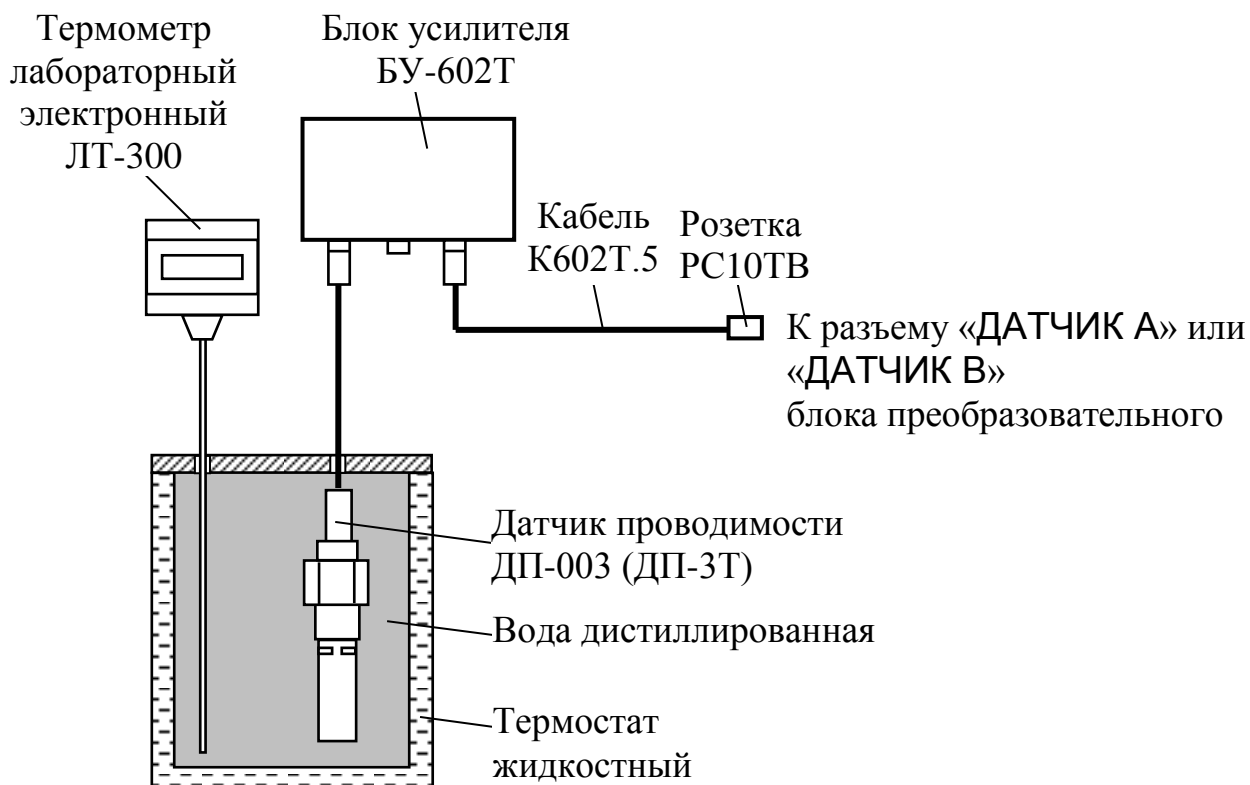 Термометр
лабораторный
электронный
ЛТ-300
Блок усилителя
БУ-602Т
Кабель
К602Т.5
Розетка
РС10ТВ
К разъему «ДАТЧИК А» или
«ДАТЧИК В»
блока преобразовательного
Датчик проводимости
ДП-003 (ДП-3Т)
Вода дистиллированная
Термостат
жидкостный